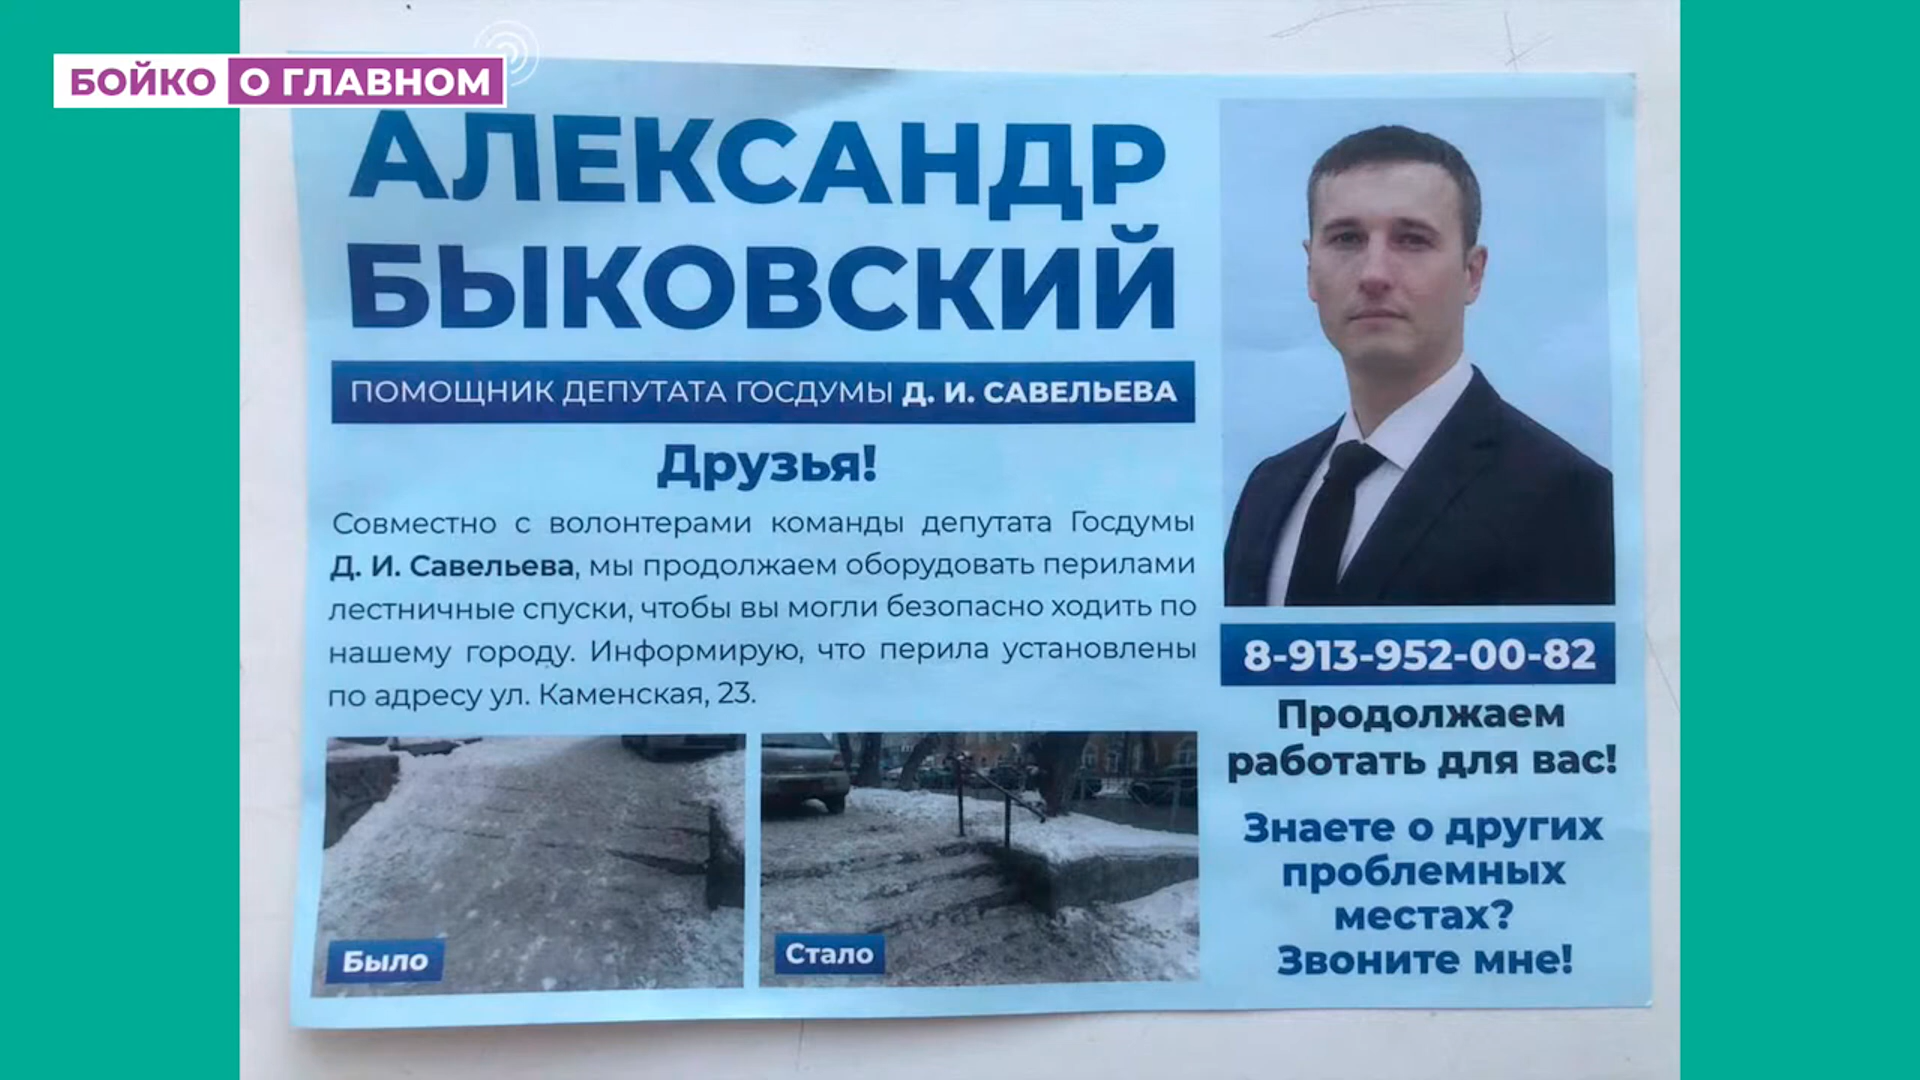 БОЙКО О ГЛАВНОМ
АЛЕКСАНДР
БЫКОВСКИЙ
ПОМОЩНИК ДЕПУТАТА ГОСДУМЫ Д. И. САВЕЛЬЕВА
Друзья!
Совместно с волонтерами команды депутата Госдумы
Д. И. Савельева, мы продолжаем оборудовать перилами
лестничные спуски, чтобы вы могли безопасно ходить по
нашему городу. Информирую, что перила установлены
по адресу ул. Каменская, 23.
Было
Стало
8-913-952-00-82
Продолжаем
работать для вас!
Знаете о других
проблемных
местах?
Звоните мне!